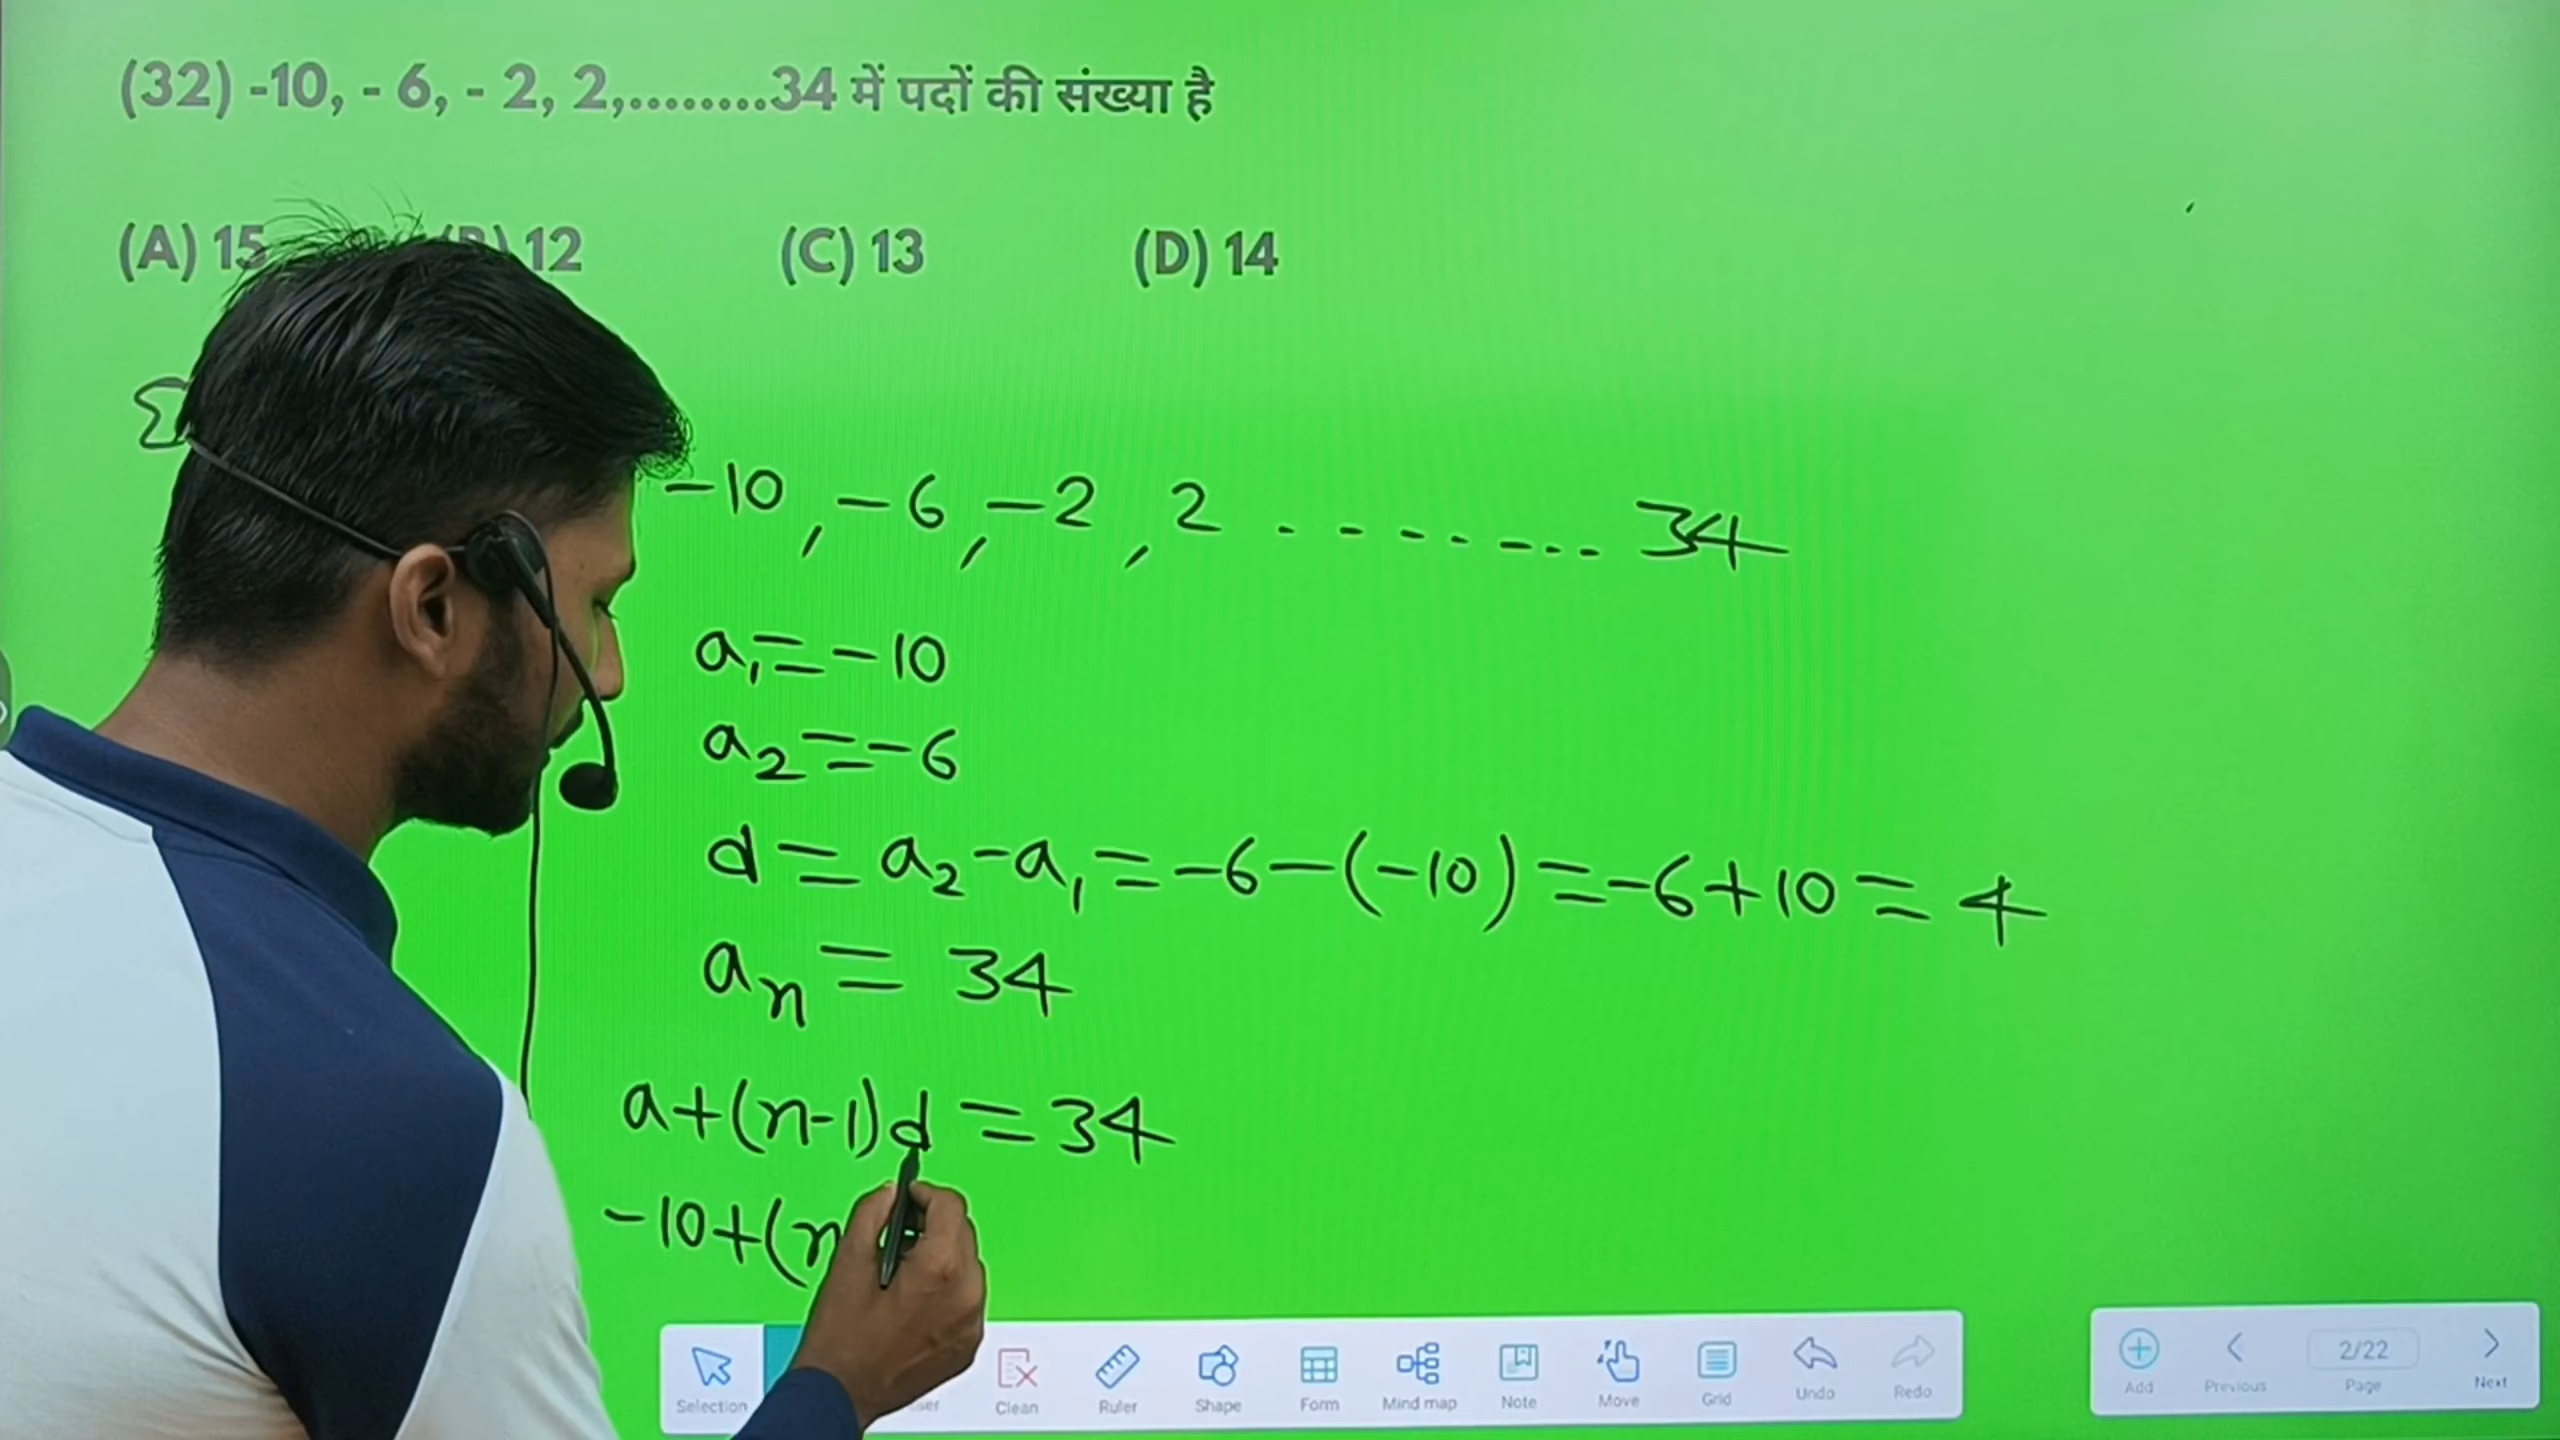 (32) -10, - 6, - 2, 2,........34 में पदों की संख्या है
(A) 15 (B) 12 (C) 13 (D) 14
-10, -6, -2, 2 - - - - - - - 34
a₁ = -10
a₂ = -6
d = a₂ - a₁ = -6 - (-10) = -6 + 10 = 4
aₙ = 34
a+(n-1)d = 34
-10+(n
Selection Clean Ruler Shape Form Mind map Note Move Grid Undo Redo
Add Previous 2/22 Page Next